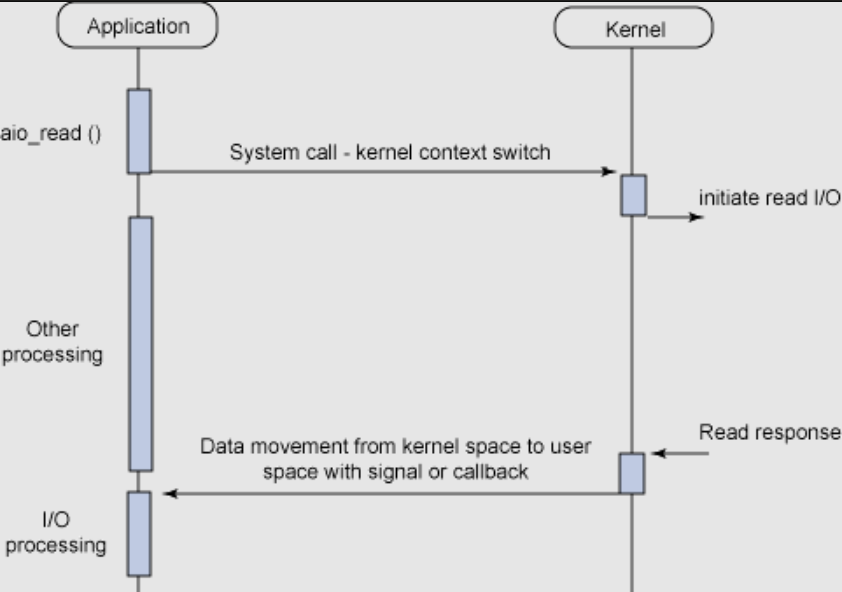 Application
Kernel
aio_read ()
System call - kernel context switch
initiate read I/O
Other
processing
Read response
Data movement from kernel space to user
space with signal or callback
I/O
processing